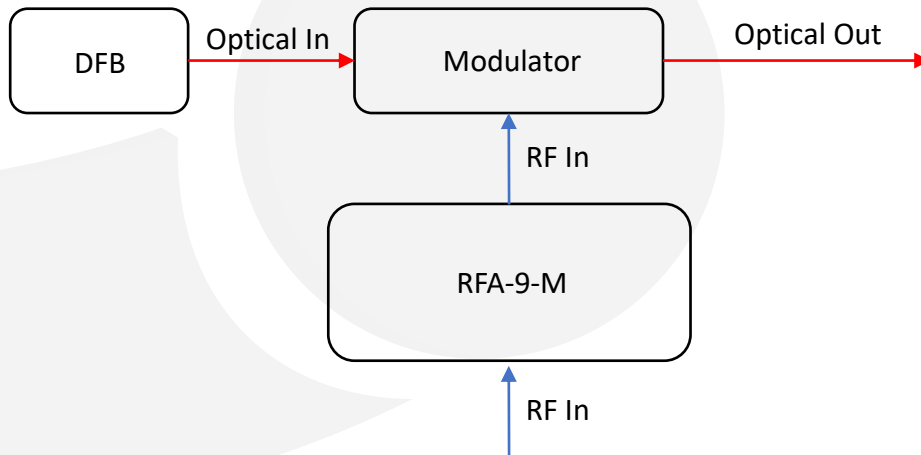 DFB
Optical In
Modulator
Optical Out
RF In
RFA-9-M
RF In